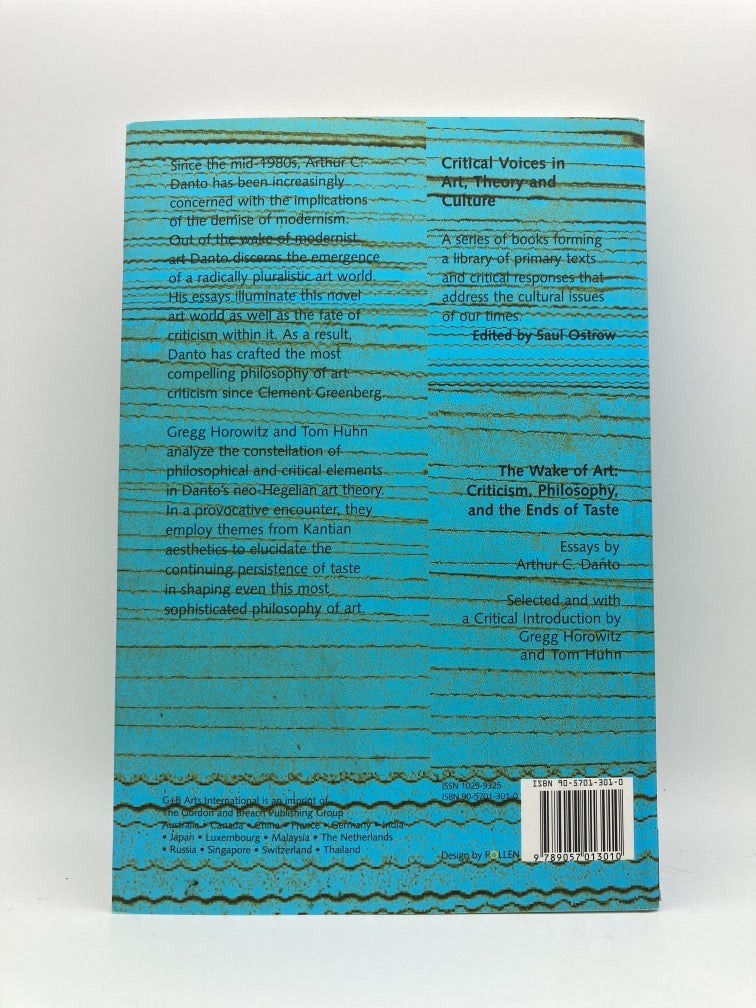 Since the mid-1980s, Arthur C.
Danto has been increasingly
concerned with the implications
of the demise of modernism.
Out of the wake of modernist
art Danto discerns the emergence
of a radically pluralistic art world.
His essays illuminate this novel
art world as well as the fate of
criticism within it. As a result,
Danto has crafted the most
compelling philosophy of art
criticism since Clement Greenberg.
Gregg Horowitz and Tom Huhn
analyze the constellation of
philosophical and critical elements
in Danto's neo-Hegelian art theory.
In a provocative encounter, they
employ themes from Kantian
aesthetics to elucidate the
continuing persistence of taste
in shaping even this most
sophisticated philosophy of art.
G+B Arts International is an imprint of
The Gordon and Breach Publishing Group
Australia • Canada • China • France • Germany • India
• Japan • Luxembourg • Malaysia • The Netherlands
• Russia • Singapore • Switzerland • Thailand
Critical Voices in
Art, Theory and
Culture
A series of books forming
a library of primary texts
and critical responses that
address the cultural issues
of our times.
Edited by Saul Ostrow
The Wake of Art:
Criticism, Philosophy,
and the Ends of Taste
Essays by
Arthur C. Danto
Selected and with
a Critical Introduction by
Gregg Horowitz
and Tom Huhn
ISSN 1025-9325
ISBN 90-5701-301-0
Design by POLLEN
ISBN 90-5701-301-0
9 789057 013010